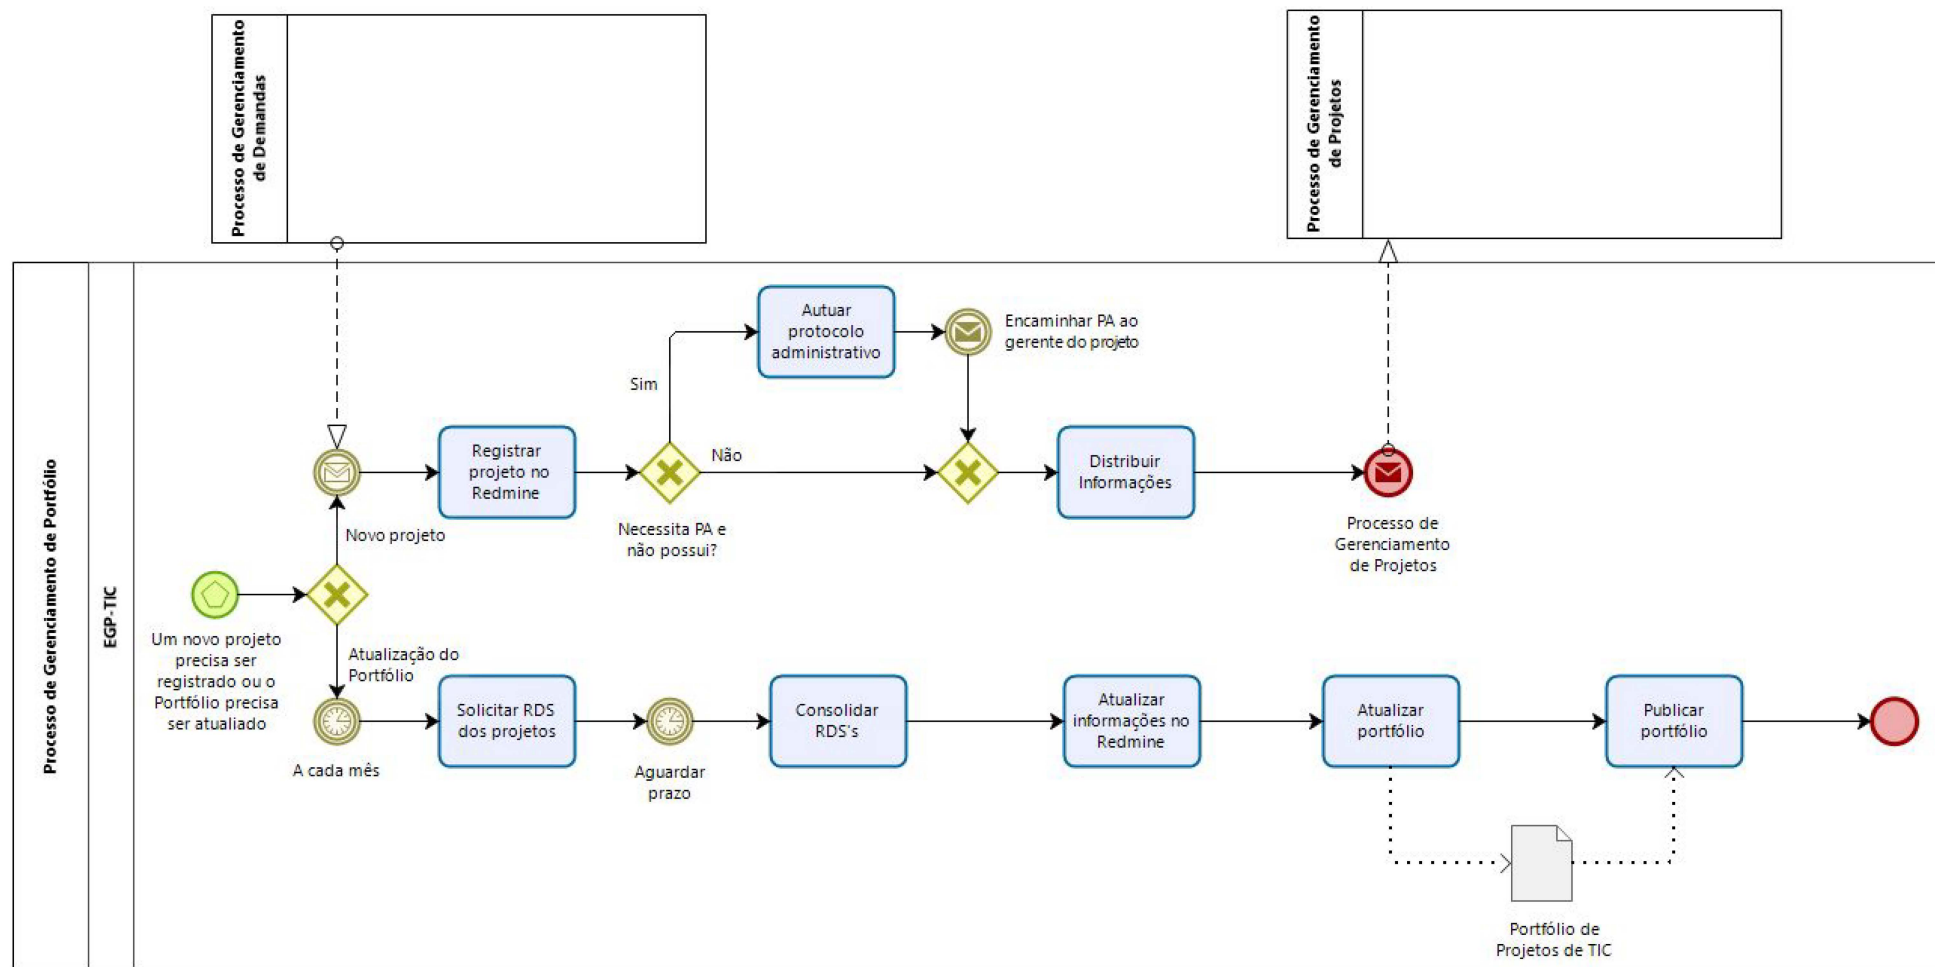 Processo de Gerenciamento
de Demandas
Processo de Gerenciamento
de Projetos
Processo de Gerenciamento de Portfólio
EGP-TIC
Autuar
protocolo
administrativo
Encaminhar PA ao
gerente do projeto
Sim
Registrar
projeto no
Redmine
Não
Distribuir
Informações
Necessita PA e
não possui?
Novo projeto
Processo de
Gerenciamento
de Projetos
Um novo projeto
precisa ser
registrado ou o
Portfólio precisa
ser atualiado
Atualização do
Portfólio
Solicitar RDS
dos projetos
Consolidar
RDS's
Atualizar
informações no
Redmine
Atualizar
portfólio
Publicar
portfólio
A cada mês
Aguardar
prazo
Portfólio de
Projetos de TIC